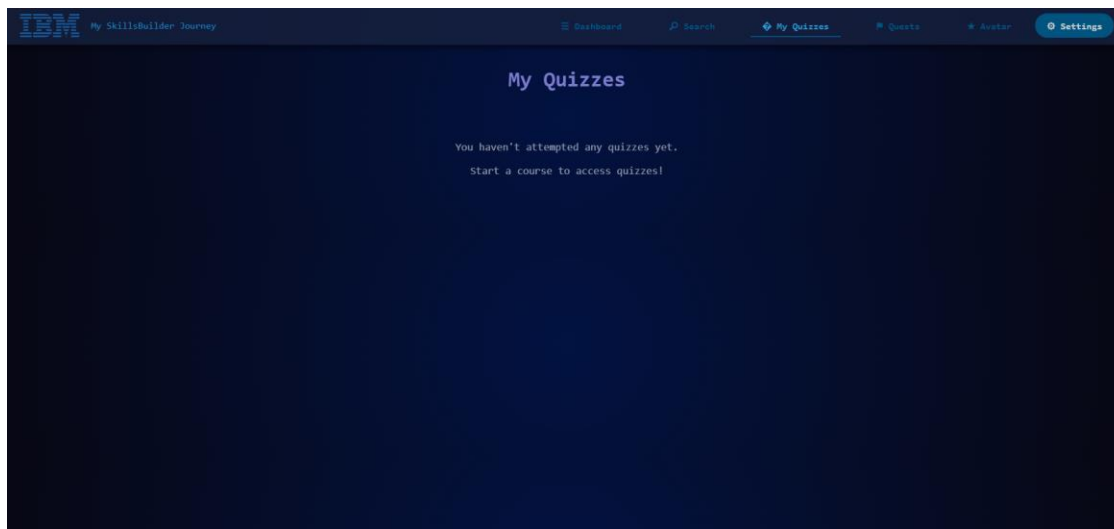 IBM My SkillsBuilder Journey ☰ Dashboard 🔎 Search � My Quizzes ⚑ Quests ★ Avatar ⚙ Settings
My Quizzes
You haven't attempted any quizzes yet.
Start a course to access quizzes!